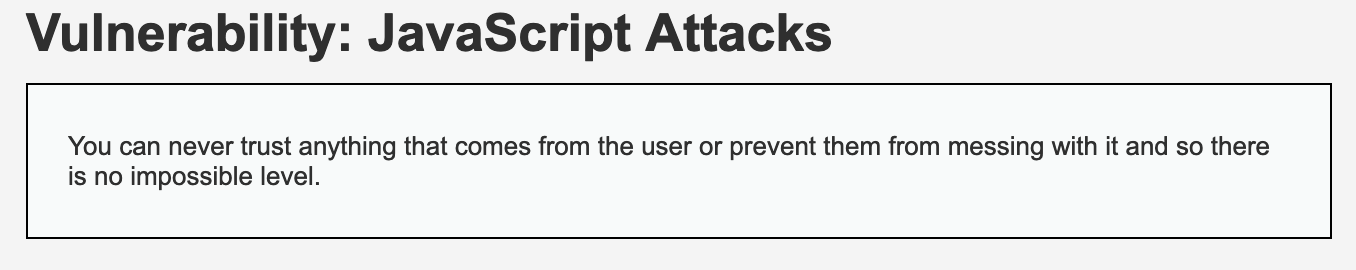 Vulnerability: JavaScript Attacks
You can never trust anything that comes from the user or prevent them from messing with it and so there
is no impossible level.